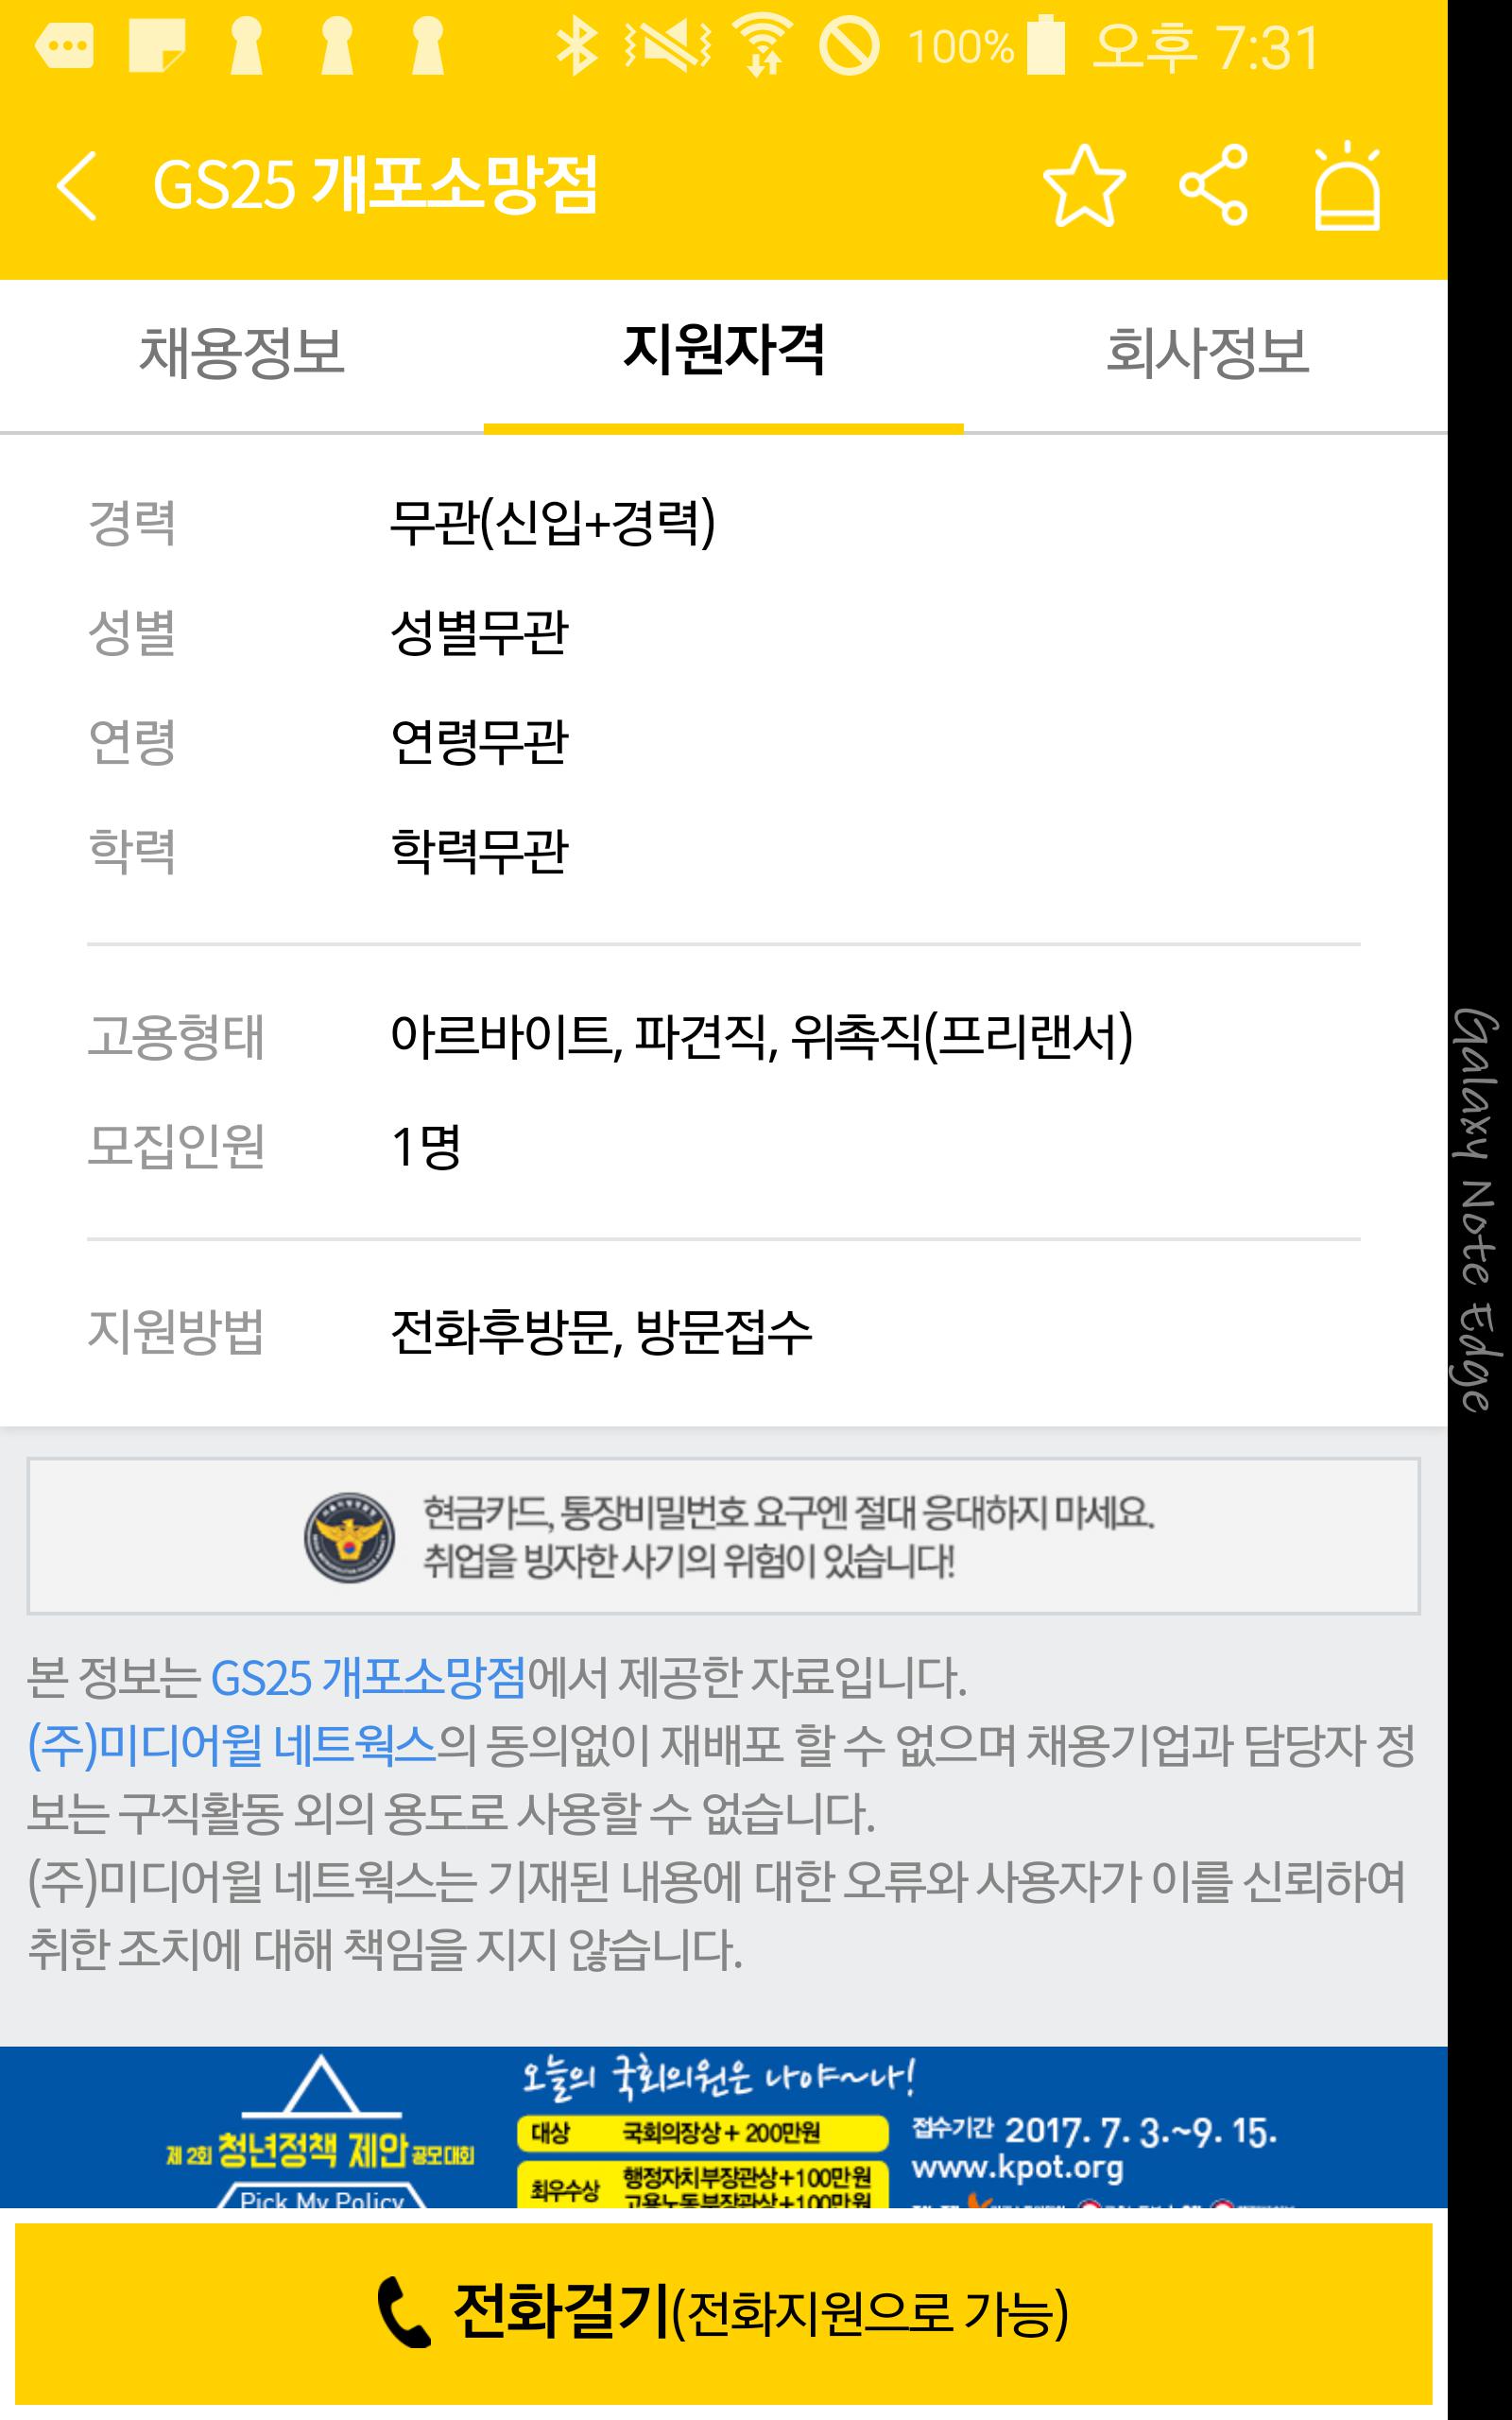 100% 오후 7:31
GS25 개포소망점
채용정보 지원자격 회사정보
경력 무관(신입+경력)
성별 성별무관
연령 연령무관
학력 학력무관
고용형태 아르바이트, 파견직, 위촉직(프리랜서)
모집인원 1명
지원방법 전화후방문, 방문접수
Galaxy Note Edge
현금카드, 통장비밀번호 요구엔 절대 응대하지 마세요.
취업을 빙자한 사기의 위험이 있습니다!
본 정보는 GS25 개포소망점에서 제공한 자료입니다.
(주)미디어윌 네트웍스의 동의없이 재배포 할 수 없으며 채용기업과 담당자 정
보는 구직활동 외의 용도로 사용할 수 없습니다.
(주)미디어윌 네트웍스는 기재된 내용에 대한 오류와 사용자가 이를 신뢰하여
취한 조치에 대해 책임을 지지 않습니다.
오늘의 국회의원은 나야~나!
제 2회 청년정책 제안 공모대회
Pick My Policy
대상 국회의장상 + 200만원
최우수상 행정자치부장관상+100만원
고용노동부장관상+100만원
접수기간 2017. 7. 3.~9. 15.
www.kpot.org
전화걸기(전화지원으로 가능)